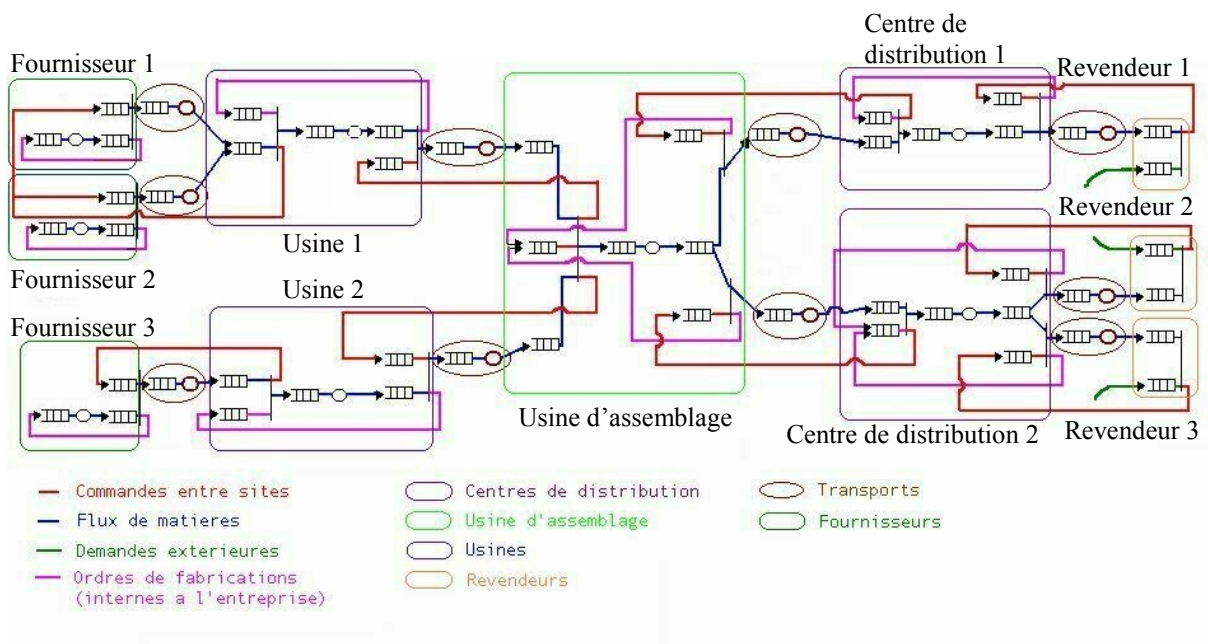 Centre de
distribution 1
Fournisseur 1
Revendeur 1
Usine 1
Revendeur 2
Fournisseur 2
Usine 2
Fournisseur 3
Usine d’assemblage
Centre de distribution 2
Revendeur 3
Commandes entre sites
Flux de matieres
Demandes exterieures
Ordres de fabrications
(internes a l'entreprise)
Centres de distribution
Usine d'assemblage
Usines
Revendeurs
Transports
Fournisseurs